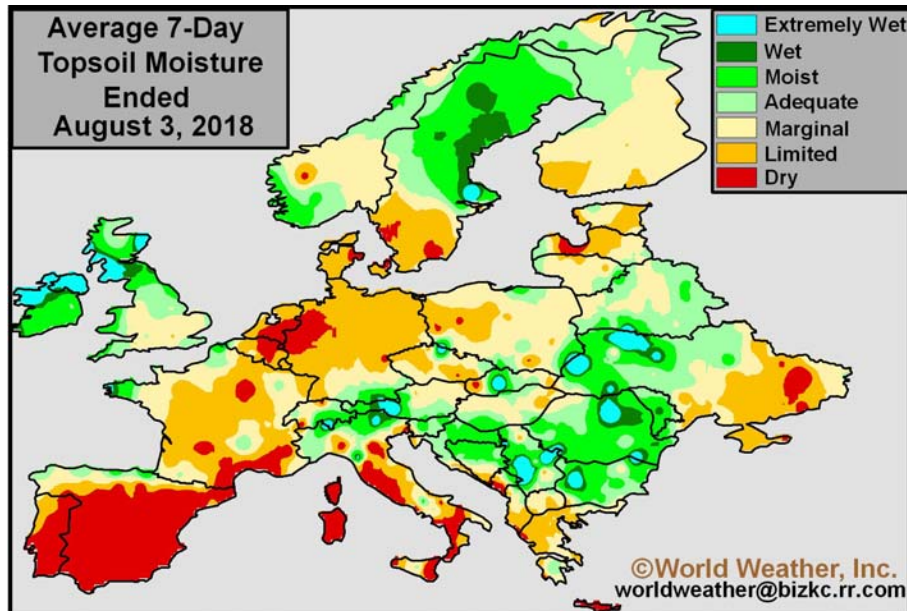 Average 7-Day
Topsoil Moisture
Ended
August 3, 2018
Extremely Wet
Wet
Moist
Adequate
Marginal
Limited
Dry
©World Weather, Inc.
worldweather@bizkc.rr.com